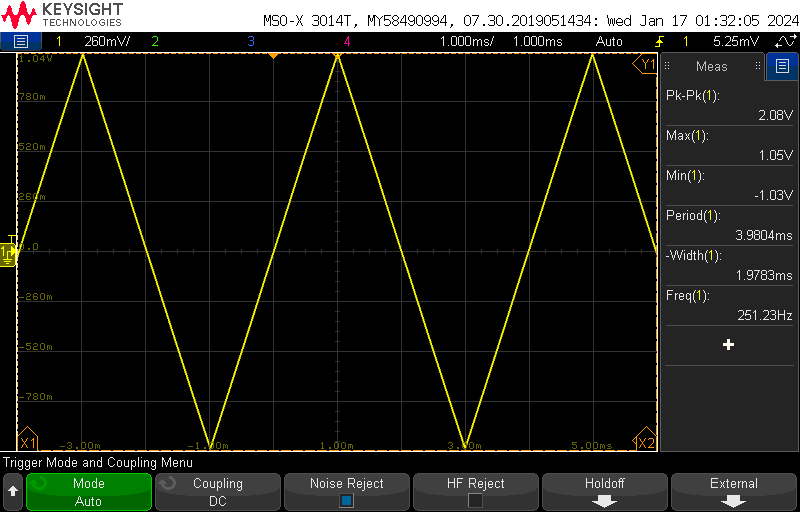 KEYSIGHT
TECHNOLOGIES
MSO-X 3014T, MY58490994, 07.30.2019051434: Wed Jan 17 01:32:05 2024
1 260mV/ 2 3 4 1.000ms/ 1.000ms Auto 1 5.25mV
1.04V
780m
520m
260m
0.0
-260m
-520m
-780m
-3.00m -1.00m 1.00m 3.00m 5.00ms
T
1
Y1
X1
X2
Meas
Pk-Pk(1):
2.08V
Max(1):
1.05V
Min(1):
-1.03V
Period(1):
3.9804ms
-Width(1):
1.9783ms
Freq(1):
251.23Hz
+
Trigger Mode and Coupling Menu
Mode
Auto
Coupling
DC
Noise Reject
HF Reject
Holdoff
External